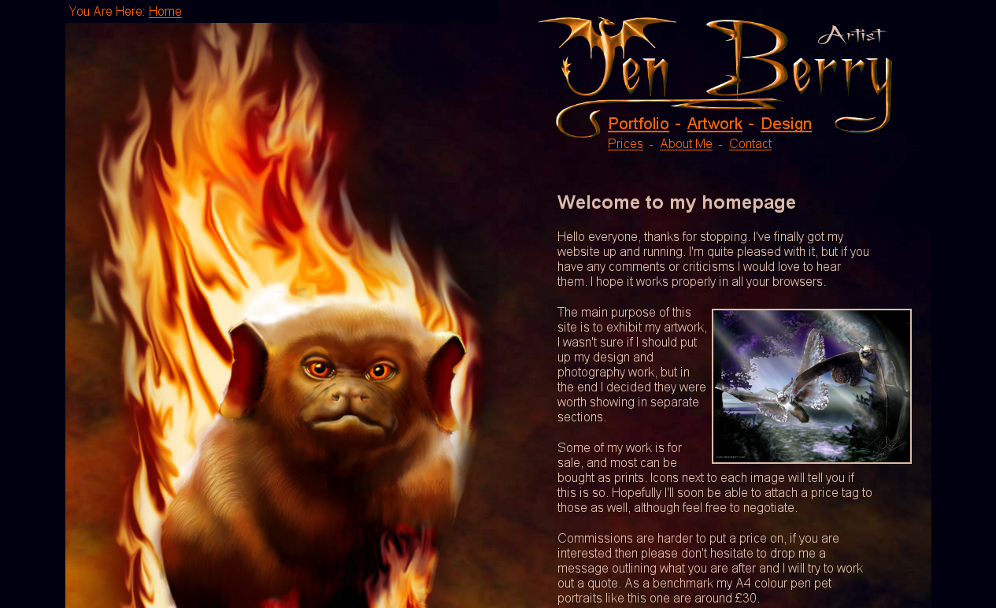 You Are Here: Home
Artist
Jen Berry
Portfolio - Artwork - Design
Prices - About Me - Contact
Welcome to my homepage
Hello everyone, thanks for stopping. I've finally got my
website up and running. I'm quite pleased with it, but if you
have any comments or criticisms I would love to hear
them. I hope it works properly in all your browsers.
The main purpose of this
site is to exhibit my artwork,
I wasn't sure if I should put
up my design and
photography work, but in
the end I decided they were
worth showing in separate
sections.
Some of my work is for
sale, and most can be
bought as prints. Icons next to each image will tell you if
this is so. Hopefully I'll soon be able to attach a price tag to
those as well, although feel free to negotiate.
Commissions are harder to put a price on, if you are
interested then please don't hesitate to drop me a
message outlining what you are after and I will try to work
out a quote. As a benchmark my A4 colour pen pet
portraits like this one are around £30.